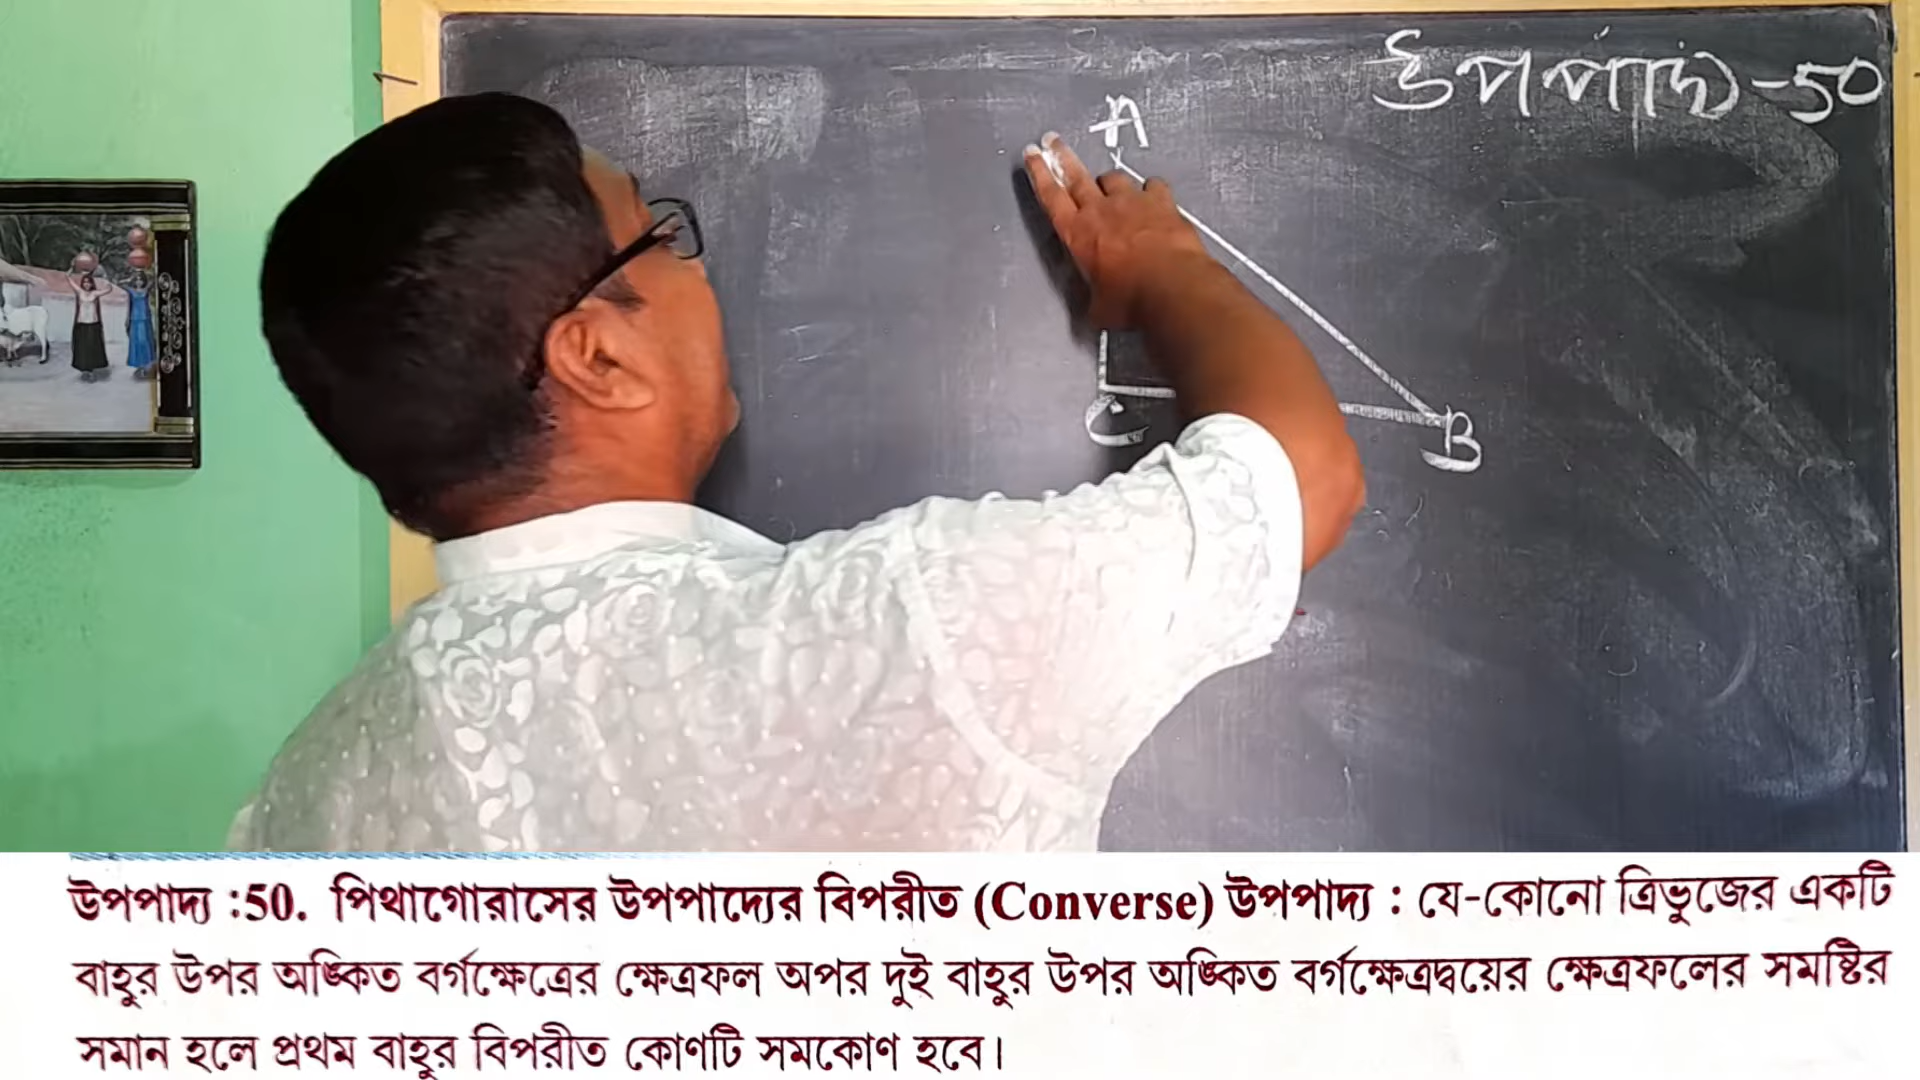 উপপাদ্য-50
A
C
B
উপপাদ্য :50. পিথাগোরাসের উপপাদ্যের বিপরীত (Converse) উপপাদ্য : যে-কোনো ত্রিভুজের একটি
বাহুর উপর অঙ্কিত বর্গক্ষেত্রের ক্ষেত্রফল অপর দুই বাহুর উপর অঙ্কিত বর্গক্ষেত্রদ্বয়ের ক্ষেত্রফলের সমষ্টির
সমান হলে প্রথম বাহুর বিপরীত কোণটি সমকোণ হবে।